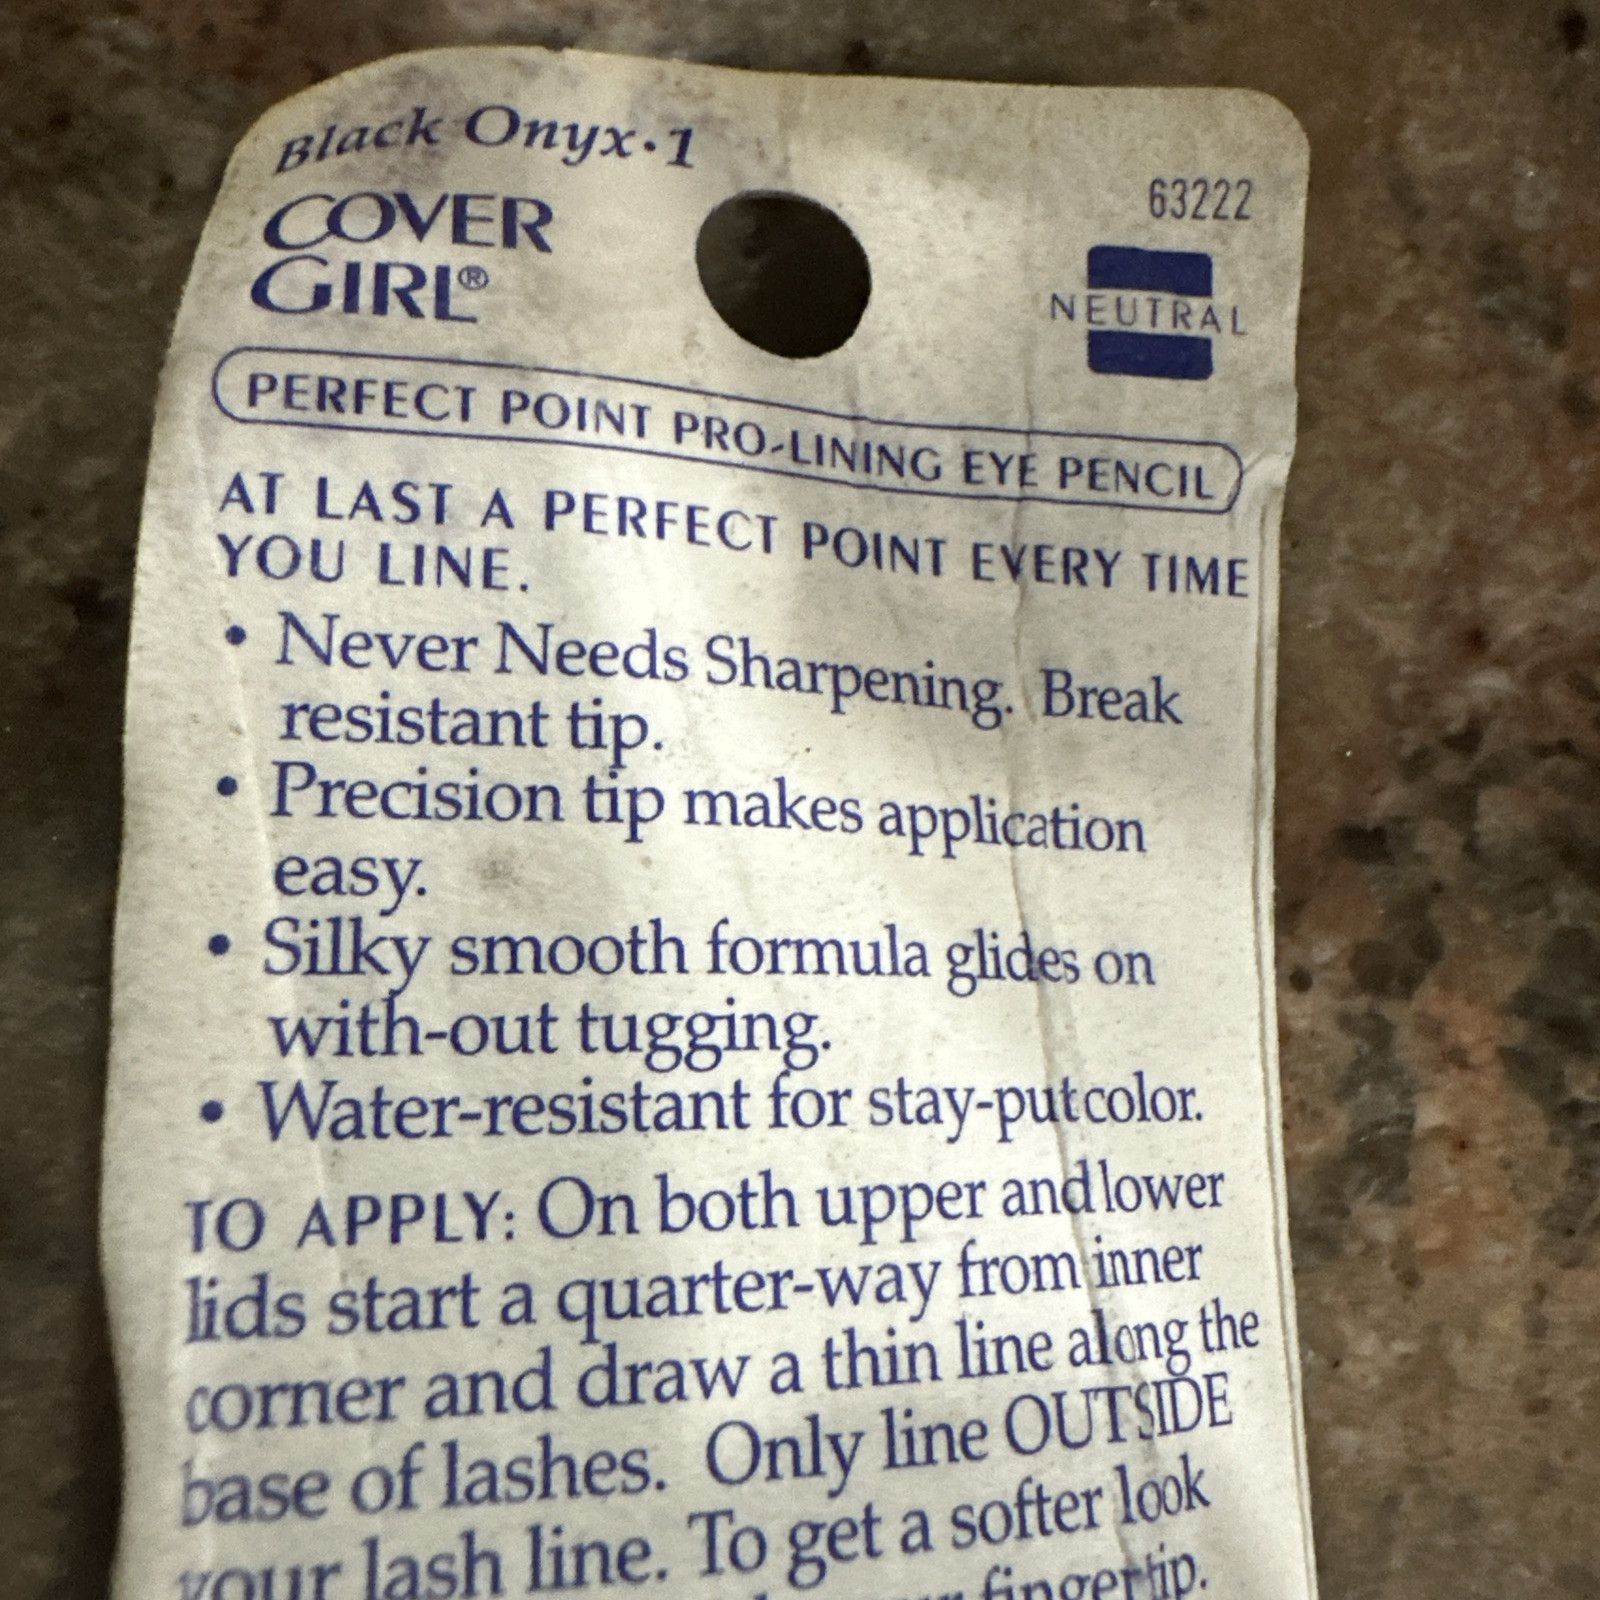 Black Onyx·1
63222
COVER
GIRL®
NEUTRAL
PERFECT POINT PRO-LINING EYE PENCIL
AT LAST A PERFECT POINT EVERY TIME
YOU LINE.
• Never Needs Sharpening. Break
resistant tip.
• Precision tip makes application
easy.
• Silky smooth formula glides on
with-out tugging.
• Water-resistant for stay-put color.
TO APPLY: On both upper and lower
lids start a quarter-way from inner
corner and draw a thin line along the
base of lashes. Only line OUTSIDE
your lash line. To get a softer look
fingertip.